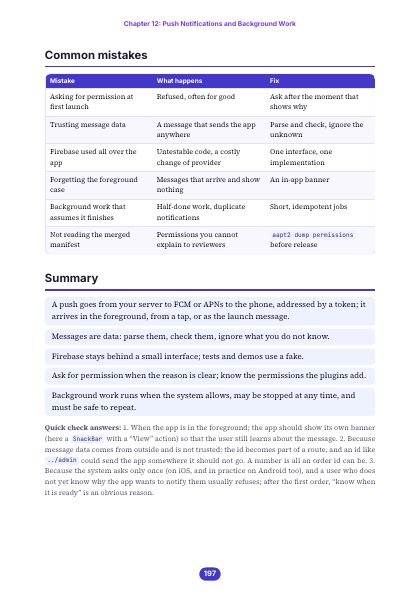 Chapter 12: Push Notifications and Background Work
Common mistakes
Mistake What happens Fix
Asking for permission at first launch Refused, often for good Ask after the moment that shows why
Trusting message data A message that sends the app anywhere Parse and check, ignore the unknown
Firebase used all over the app Untestable code, a costly change of provider One interface, one implementation
Forgetting the foreground case Messages that arrive and show nothing An in-app banner
Background work that assumes it finishes Half-done work, duplicate notifications Short, idempotent jobs
Not reading the merged manifest Permissions you cannot explain to reviewers aapt2 dump permissions before release
Summary
A push goes from your server to FCM or APNs to the phone, addressed by a token; it
arrives in the foreground, from a tap, or as the launch message.
Messages are data: parse them, check them, ignore what you do not know.
Firebase stays behind a small interface; tests and demos use a fake.
Ask for permission when the reason is clear; know the permissions the plugins add.
Background work runs when the system allows, may be stopped at any time, and
must be safe to repeat.
Quick check answers: 1. When the app is in the foreground; the app should show its own banner
(here a SnackBar with a “View” action) so that the user still learns about the message. 2. Because
message data comes from outside and is not trusted: the id becomes part of a route, and an id like
../admin could send the app somewhere it should not go. A number is all an order id can be. 3.
Because the system asks only once (on iOS, and in practice on Android too), and a user who does
not yet know why the app wants to notify them usually refuses; after the first order, “know when
it is ready” is an obvious reason.
197